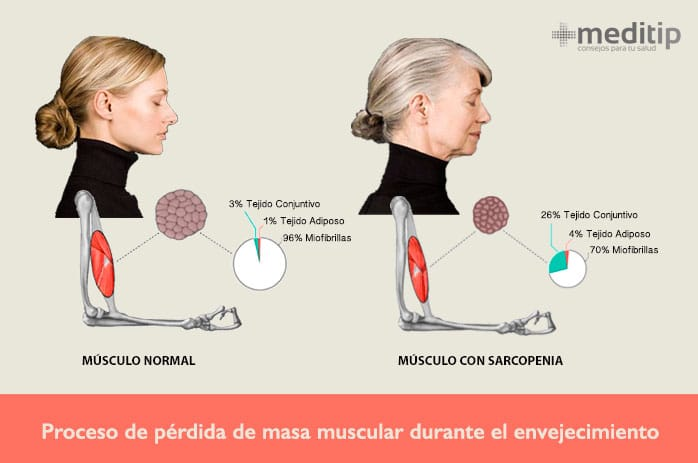 meditip
consejos para tu salud
3% Tejido Conjuntivo
1% Tejido Adiposo
96% Miofibrillas
26% Tejido Conjuntivo
4% Tejido Adiposo
70% Miofibrillas
MÚSCULO NORMAL
MÚSCULO CON SARCOPENIA
Proceso de pérdida de masa muscular durante el envejecimiento